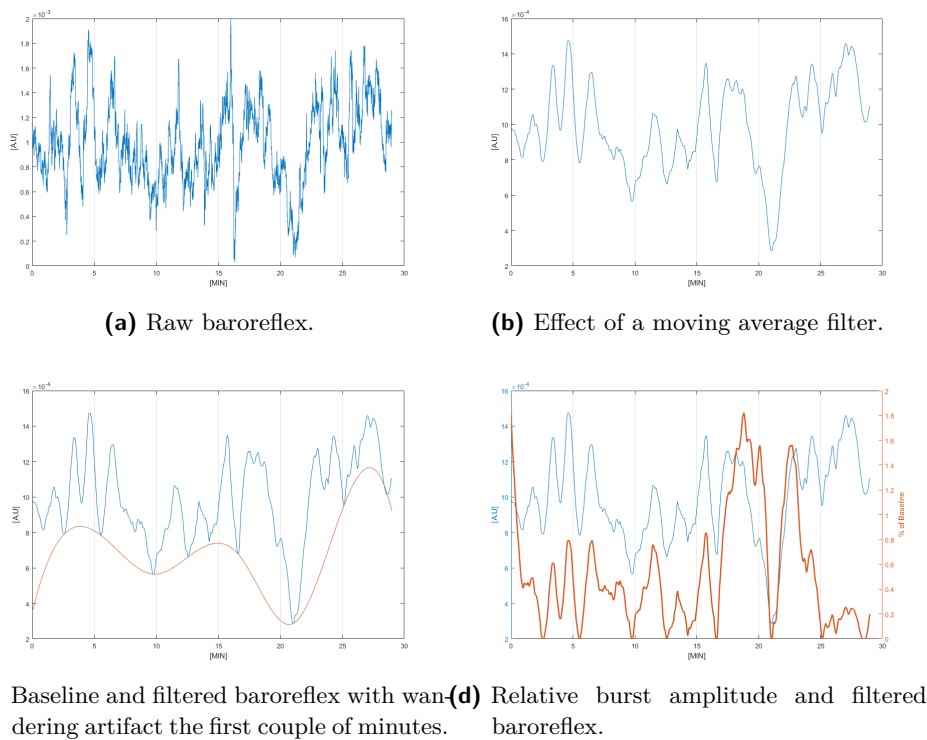 ×10⁻³
2
1.8
1.6
1.4
1.2
1
0.8
0.6
0.4
0.2
0
[A.U]
0 5 10 15 20 25 30
[MIN]
(a) Raw baroreflex.
×10⁻⁴
16
14
12
10
8
6
4
2
[A.U]
0 5 10 15 20 25 30
[MIN]
(b) Effect of a moving average filter.
×10⁻⁴
16
14
12
10
8
6
4
2
[A.U]
0 5 10 15 20 25 30
[MIN]
Baseline and filtered baroreflex with wan-
dering artifact the first couple of minutes.
×10⁻⁴
16
14
12
10
8
6
4
2
[A.U]
0 5 10 15 20 25 30
[MIN]
2
1.8
1.6
1.4
1.2
1
0.8
0.6
0.4
0.2
0
% of Baseline
(d) Relative burst amplitude and filtered
baroreflex.